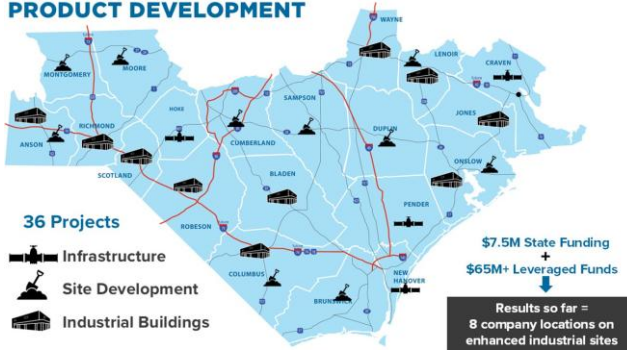 PRODUCT DEVELOPMENT
WAYNE
LENOIR
CRAVEN
MONTGOMERY
MOORE
SAMPSON
HOKE
JONES
RICHMOND
DUPLIN
CUMBERLAND
ANSON
ONSLOW
SCOTLAND
BLADEN
PENDER
ROBESON
36 Projects
Infrastructure
Site Development
Industrial Buildings
COLUMBUS
NEW
HANOVER
BRUNSWICK
$7.5M State Funding
+
$65M+ Leveraged Funds
Results so far =
8 company locations on
enhanced industrial sites